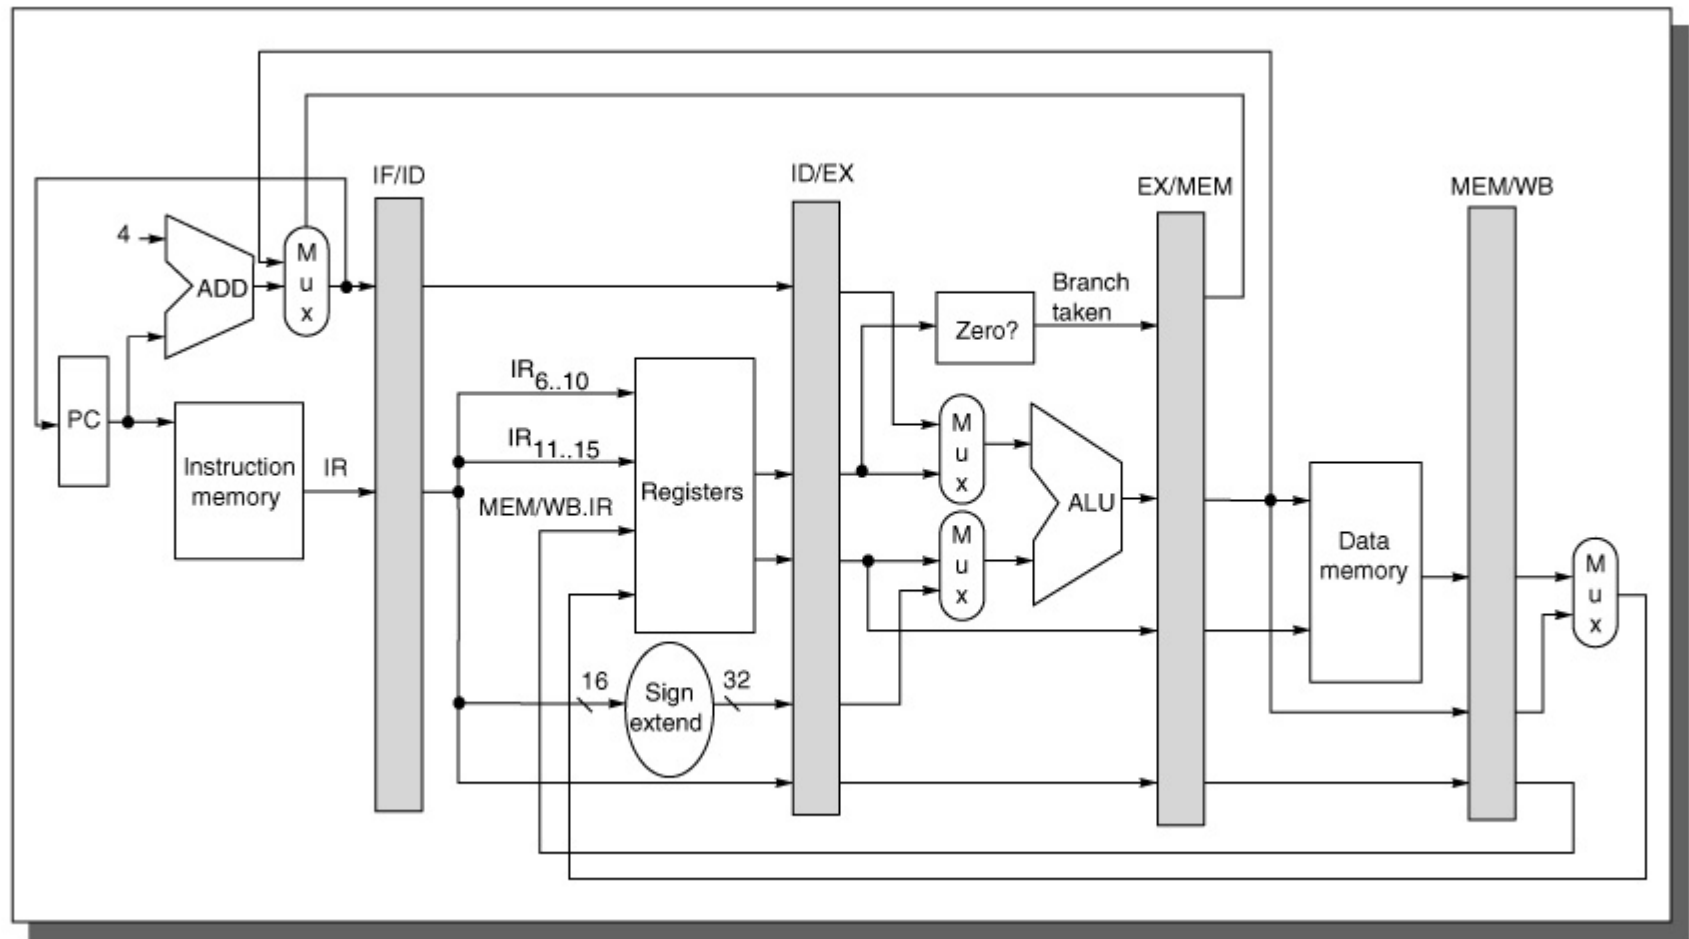 IF/ID
ID/EX
EX/MEM
MEM/WB
4
ADD
M
u
x
PC
Instruction
memory
IR
IR6..10
IR11..15
MEM/WB.IR
Registers
16
Sign
extend
32
Zero?
Branch
taken
M
u
x
M
u
x
ALU
Data
memory
M
u
x